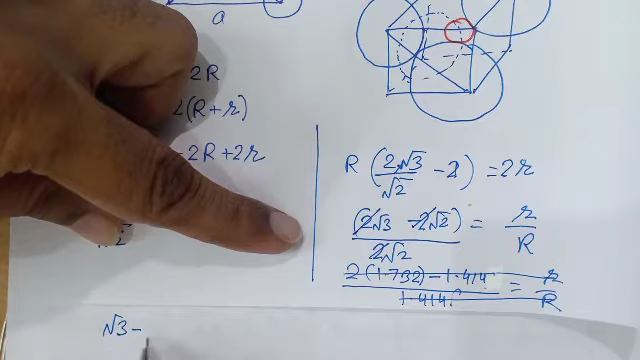 a
2R
2(R+r)
-2R+2r
R (2√3/√2 - 2) = 2r
(2√3 - 2√2)/2√2 = r/R
2(1.732) - 1.414/1.414 = r/R
√3 -